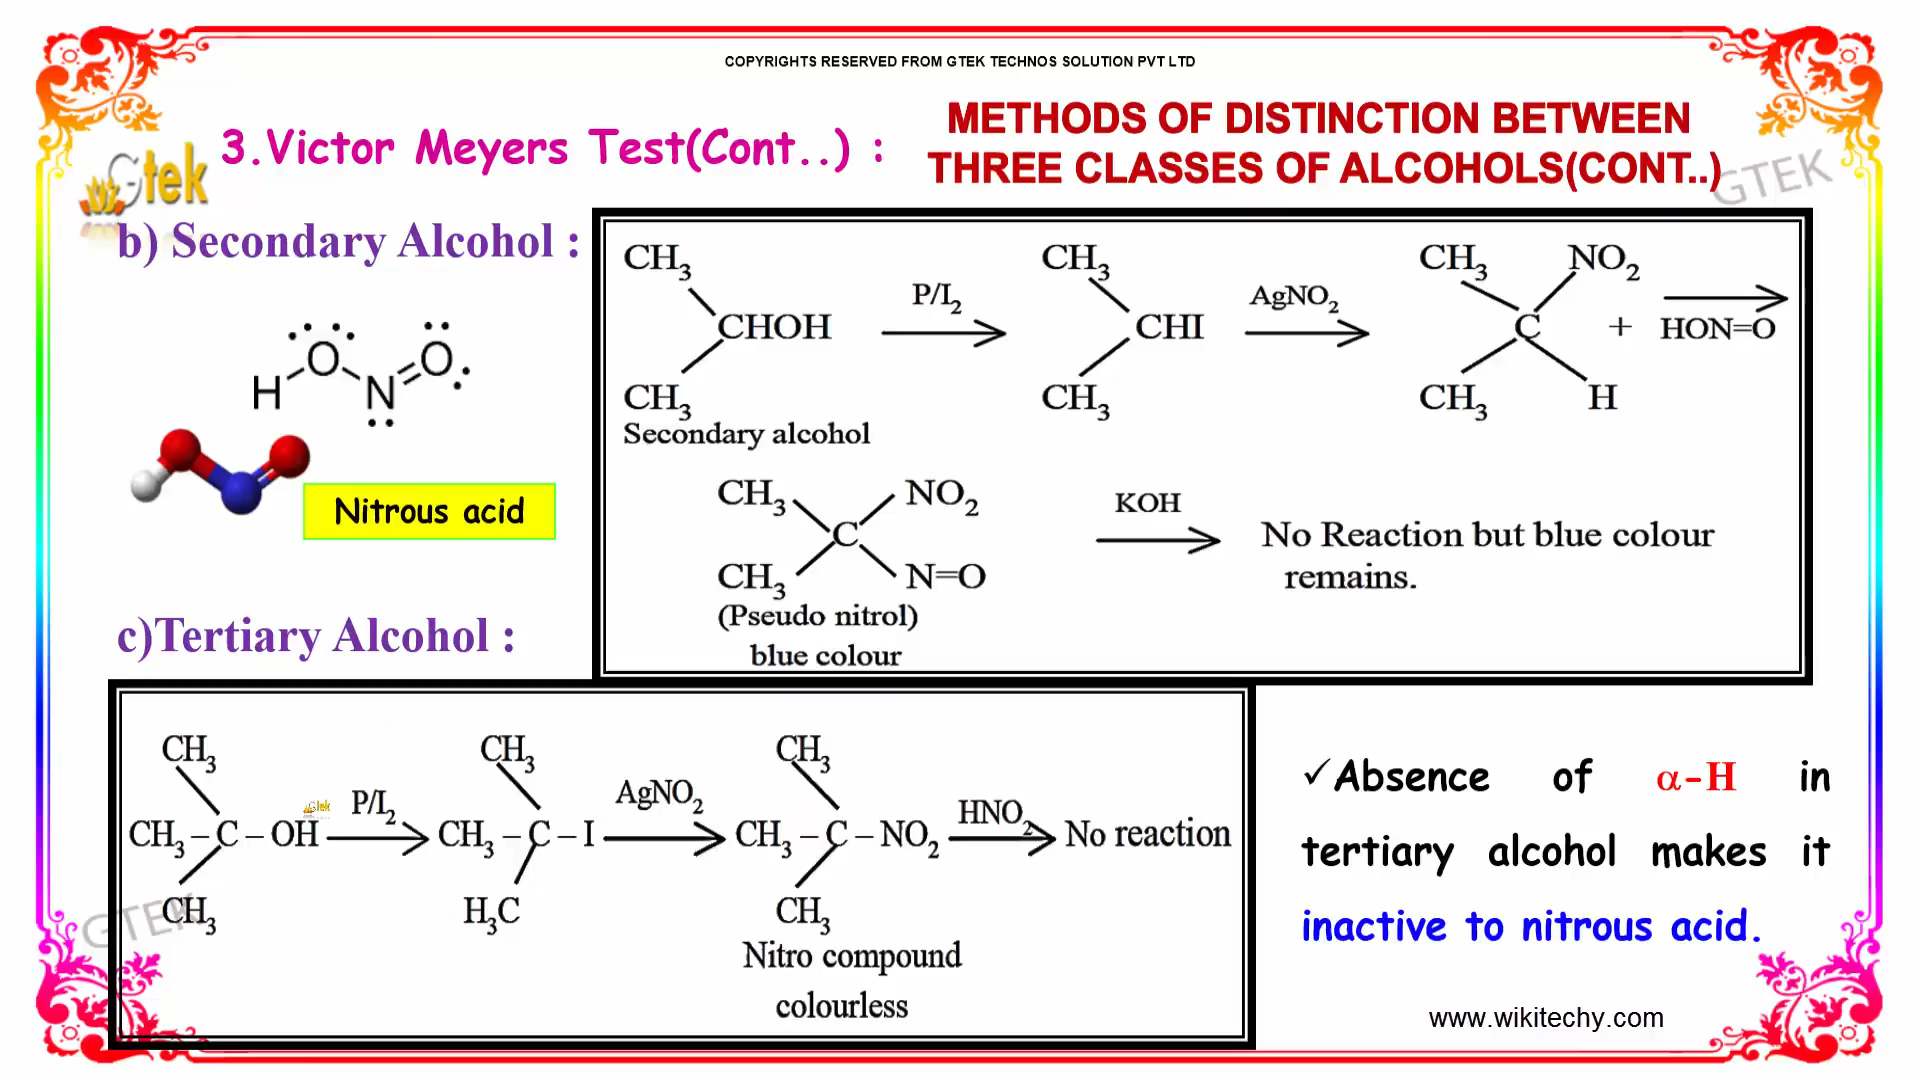 COPYRIGHTS RESERVED FROM GTEK TECHNOS SOLUTION PVT LTD
Gtek
3.Victor Meyers Test(Cont..) :
METHODS OF DISTINCTION BETWEEN
THREE CLASSES OF ALCOHOLS(CONT..)
GTEK
b) Secondary Alcohol :
H O N O
Nitrous acid
CH₃ CH₃ CH₃ NO₂
CHOH P/I₂ CHI AgNO₂ C + HON=O
CH₃ CH₃ CH₃ H
Secondary alcohol
CH₃ NO₂
C KOH No Reaction but blue colour
remains.
CH₃ N=O
(Pseudo nitrol)
blue colour
c)Tertiary Alcohol :
CH₃ CH₃ CH₃
Gtek
CH₃ – C – OH P/I₂ CH₃ – C – I AgNO₂ CH₃ – C – NO₂ HNO₂ No reaction
CH₃ H₃C CH₃
GTEK
Nitro compound
colourless
✓Absence of α-H in
tertiary alcohol makes it
inactive to nitrous acid.
www.wikitechy.com